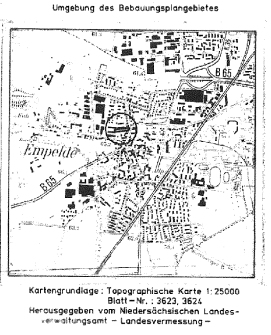 Umgebung des Bebauungsplangebietes
B 65
Empelde
B 65
Kartengrundlage : Topographische Karte 1 : 25000
Blatt - Nr. : 3623, 3624
Herausgegeben vom Niedersächsischen Landes-
verwaltungsamt - Landesvermessung -